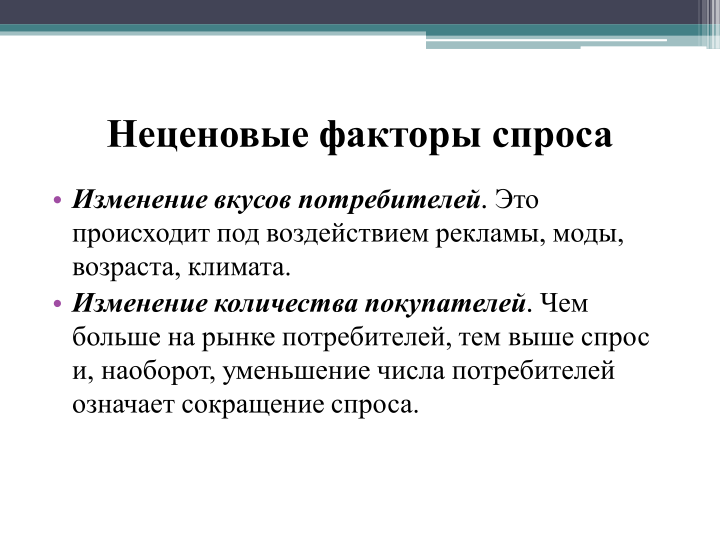 Неценовые факторы спроса
• Изменение вкусов потребителей. Это
происходит под воздействием рекламы, моды,
возраста, климата.
• Изменение количества покупателей. Чем
больше на рынке потребителей, тем выше спрос
и, наоборот, уменьшение числа потребителей
означает сокращение спроса.